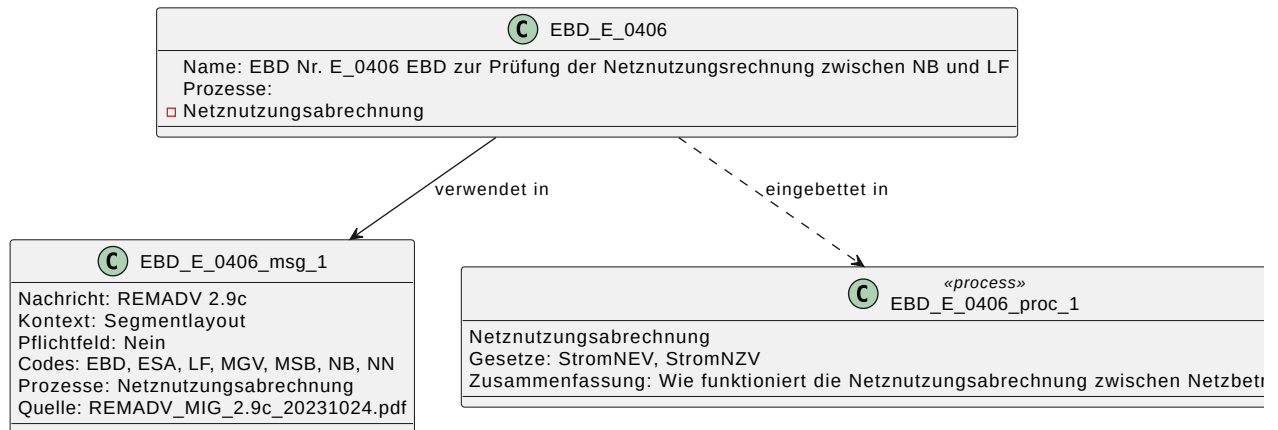 C EBD_E_0406
Name: EBD Nr. E_0406 EBD zur Prüfung der Netznutzungsrechnung zwischen NB und LF
Prozesse:
Netznutzungsabrechnung
verwendet in
eingebettet in
C EBD_E_0406_msg_1
Nachricht: REMADV 2.9c
Kontext: Segmentlayout
Pflichtfeld: Nein
Codes: EBD, ESA, LF, MGV, MSB, NB, NN
Prozesse: Netznutzungsabrechnung
Quelle: REMADV_MIG_2.9c_20231024.pdf
«process»
C EBD_E_0406_proc_1
Netznutzungsabrechnung
Gesetze: StromNEV, StromNZV
Zusammenfassung: Wie funktioniert die Netznutzungsabrechnung zwischen